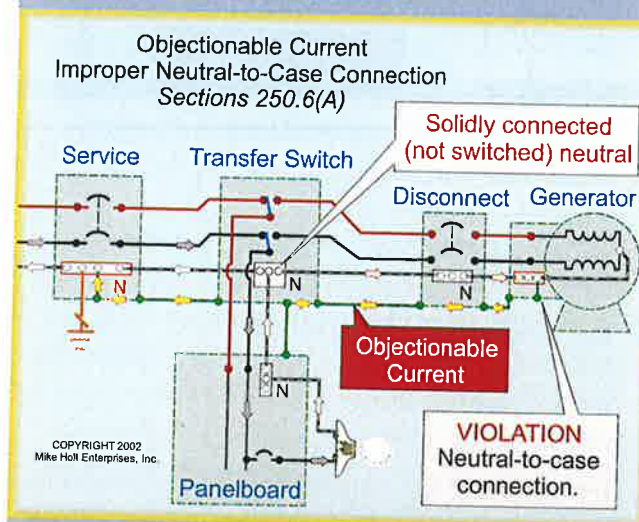 Objectionable Current
Improper Neutral-to-Case Connection
Sections 250.6(A)
Solidly connected
(not switched) neutral
Service
Transfer Switch
Disconnect
Generator
N
N
N
Objectionable
Current
N
VIOLATION
Neutral-to-case
connection.
COPYRIGHT 2002
Mike Holt Enterprises, Inc.
Panelboard